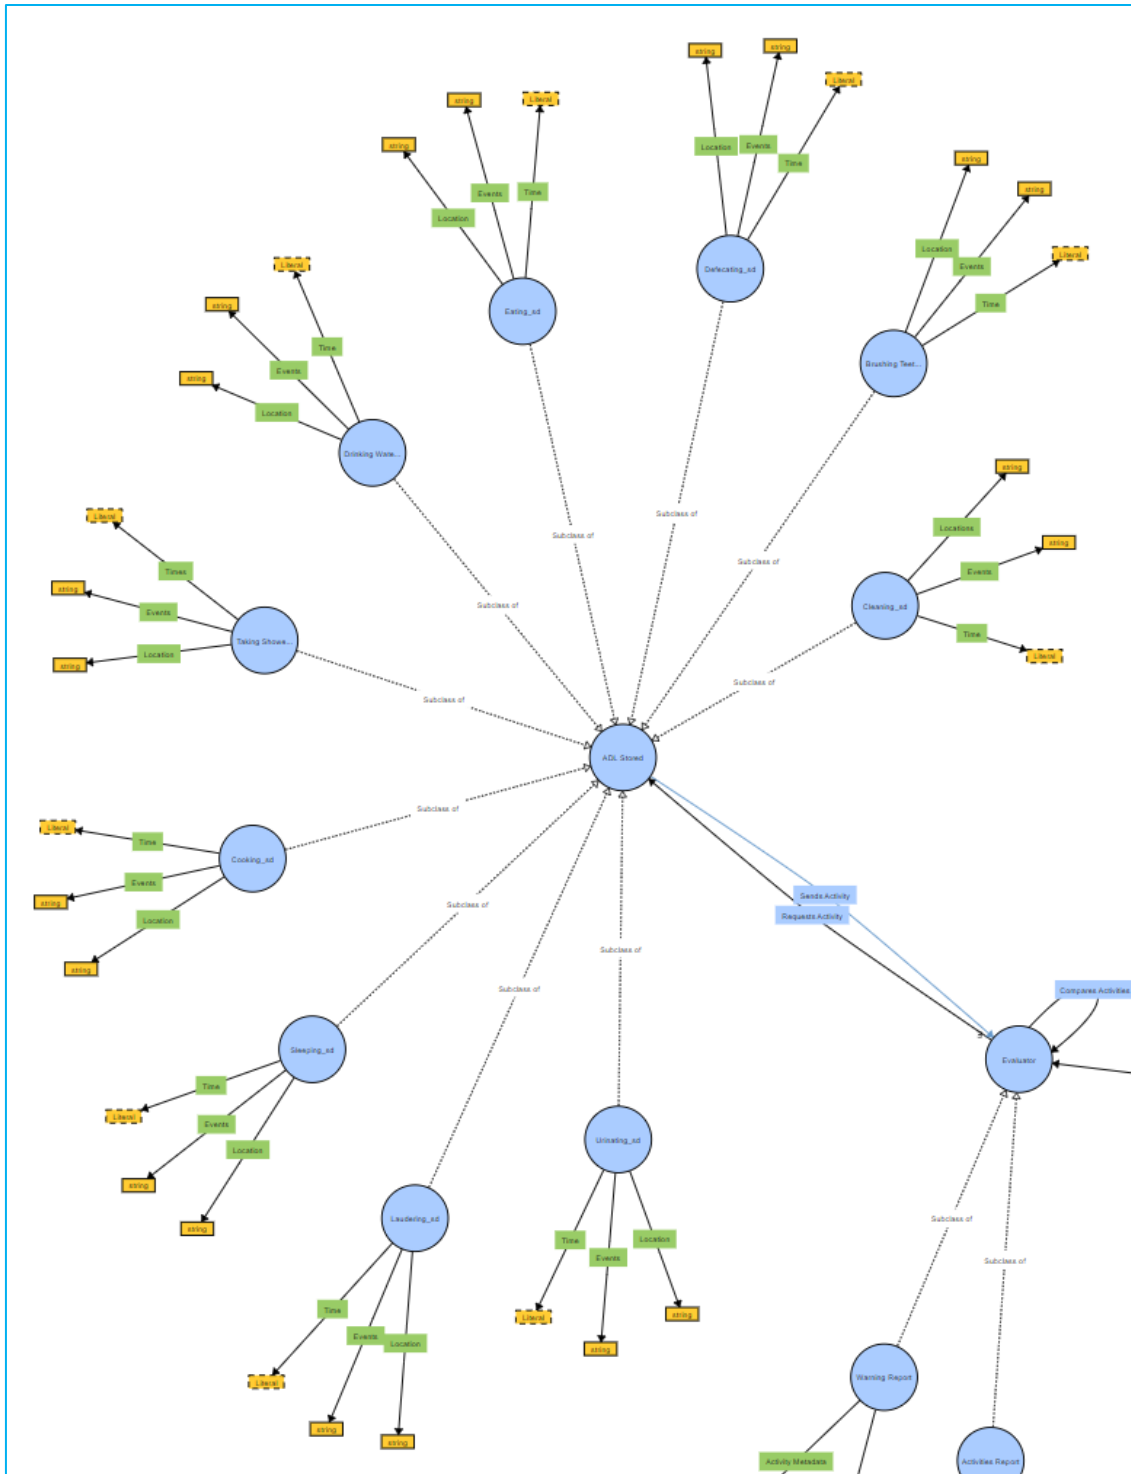 string
string
Literal
string
Literal
string
Location
Events
Time
string
string
Literal
Events
Time
Location
Location
Events
Time
Defecating_sd
Literal
string
string
Eating_sd
Time
Events
Location
Brushing Teet...
Drinking Wate...
string
Locations
string
Events
Time
Literal
Cleaning_sd
Subclass of
Subclass of
Subclass of
Subclass of
Subclass of
Literal
Times
string
Events
Location
string
Taking Showe...
Subclass of
ADL Stored
Subclass of
Literal
Time
Events
string
Location
string
Cooking_sd
Sends Activity
Requests Activity
Subclass of
Subclass of
Subclass of
Compares Activities
Evaluator
Sleeping_sd
Time
Literal
Events
Location
string
string
Urinating_sd
Laudering_sd
Time
Events
Location
Literal
string
string
Time
Events
Location
Literal
string
string
Subclass of
Subclass of
Warning Report
Activity Metadata
Activities Report